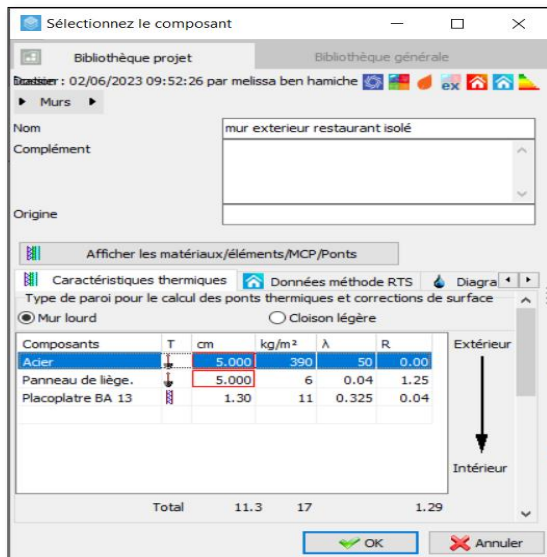 Sélectionnez le composant
Bibliothèque projet Bibliothèque générale
: 02/06/2023 09:52:26 par melissa ben hamiche ex
Murs
Nom mur exterieur restaurant isolé
Complément
Origine
Afficher les matériaux/éléments/MCP/Ponts
Caractéristiques thermiques Données méthode RTS Diagra
Type de paroi pour le calcul des ponts thermiques et corrections de surface
Mur lourd Cloison légère
Composants T cm kg/m² λ R Extérieur
Acier 5.000 390 50 0.00
Panneau de liège. 5.000 6 0.04 1.25
Placoplatre BA 13 1.30 11 0.325 0.04
Intérieur
Total 11.3 17 1.29
OK Annuler